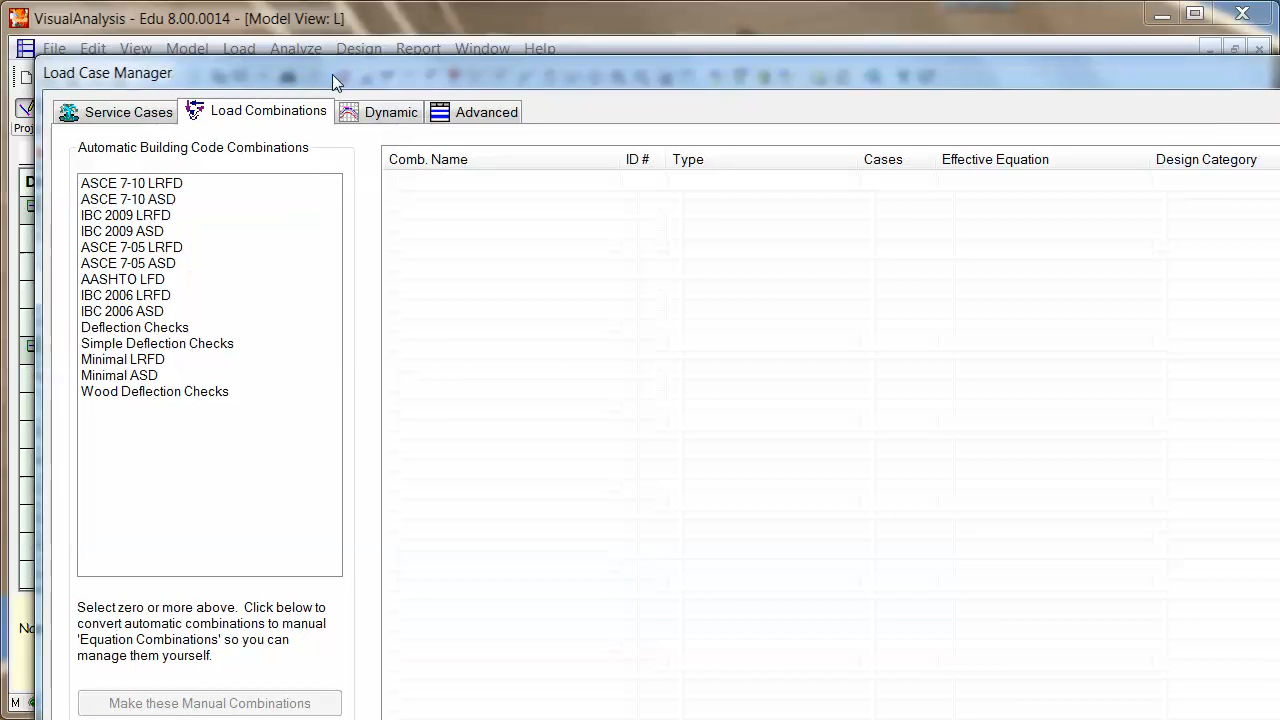 VisualAnalysis - Edu 8.00.0014 - [Model View: L]
File Edit View Model Load Analyze Design Report Window Help
Load Case Manager
Service Cases Load Combinations Dynamic Advanced
Proj
Automatic Building Code Combinations
Comb. Name ID # Type Cases Effective Equation Design Category
ASCE 7-10 LRFD
ASCE 7-10 ASD
IBC 2009 LRFD
IBC 2009 ASD
ASCE 7-05 LRFD
ASCE 7-05 ASD
AASHTO LFD
IBC 2006 LRFD
IBC 2006 ASD
Deflection Checks
Simple Deflection Checks
Minimal LRFD
Minimal ASD
Wood Deflection Checks
Select zero or more above. Click below to
convert automatic combinations to manual
'Equation Combinations' so you can
manage them yourself.
Make these Manual Combinations
M